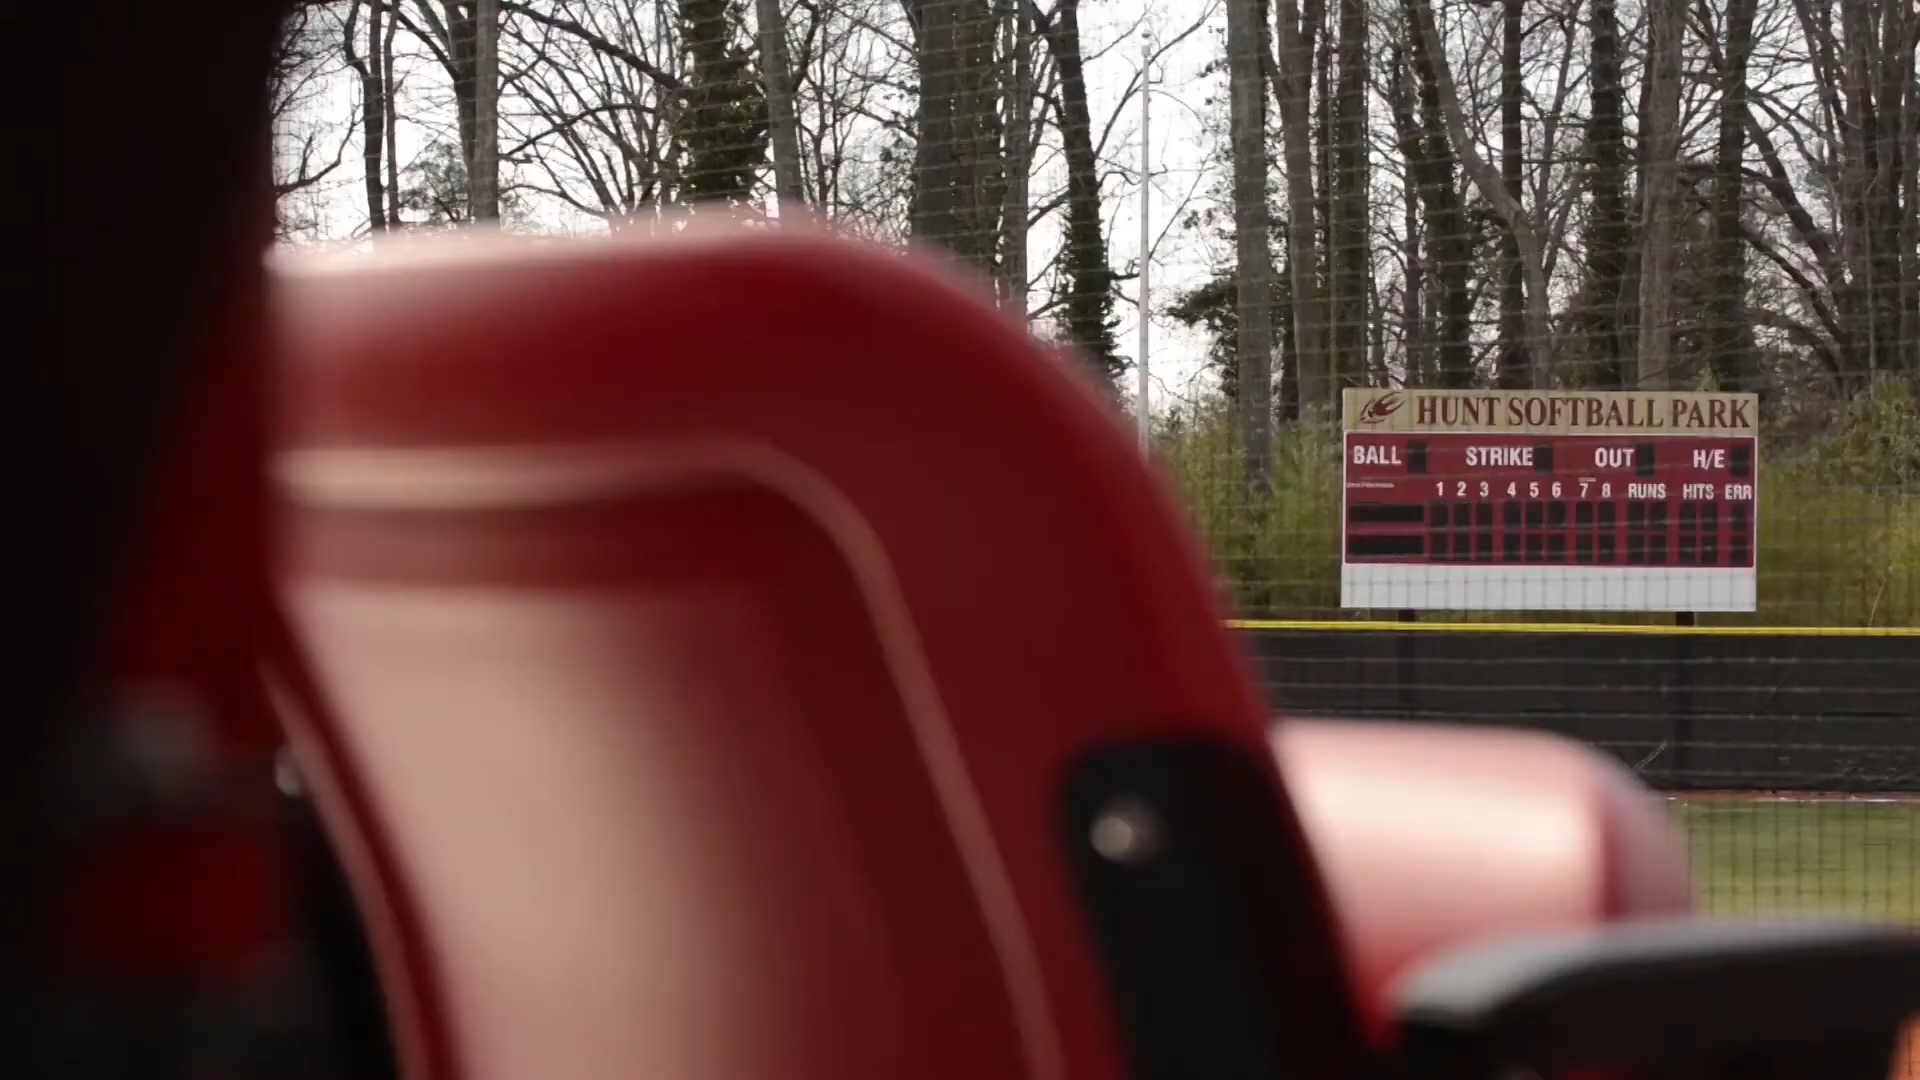 HUNT SOFTBALL PARK
BALL STRIKE OUT H/E
1 2 3 4 5 6 7 8 RUNS HITS ERR